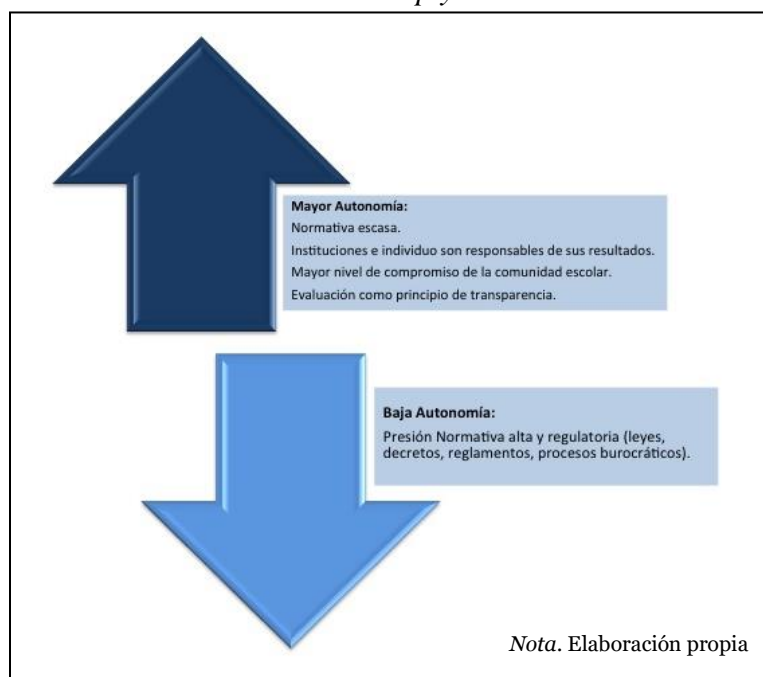 Mayor Autonomía:
Normativa escasa.
Instituciones e individuo son responsables de sus resultados.
Mayor nivel de compromiso de la comunidad escolar.
Evaluación como principio de transparencia.
Baja Autonomía:
Presión Normativa alta y regulatoria (leyes,
decretos, reglamentos, procesos burocráticos).
Nota. Elaboración propia